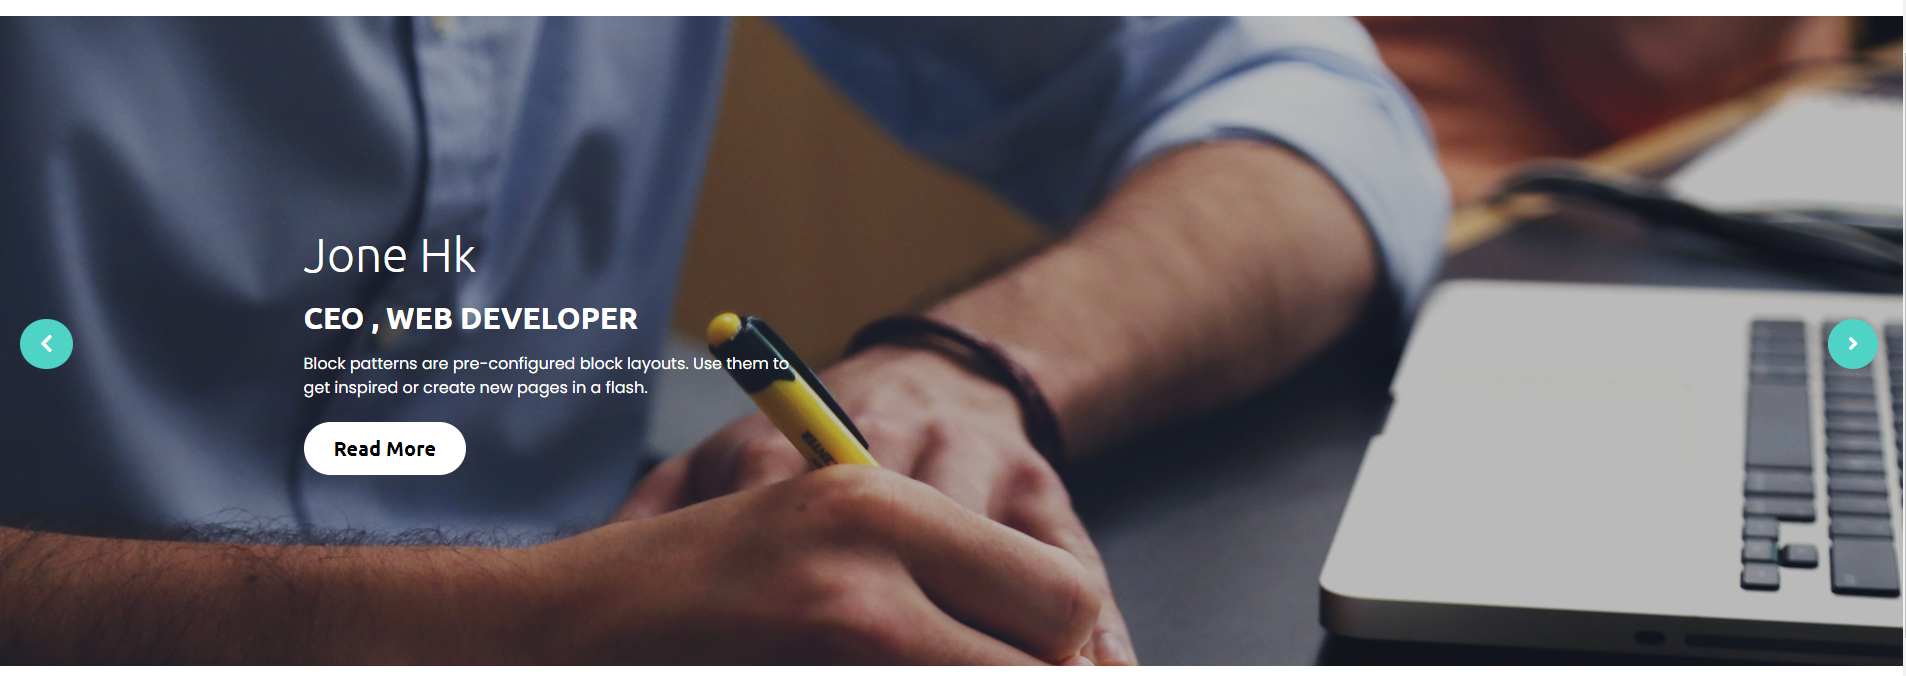 Jone Hk
CEO , WEB DEVELOPER
Block patterns are pre-configured block layouts. Use them to
get inspired or create new pages in a flash.
Read More